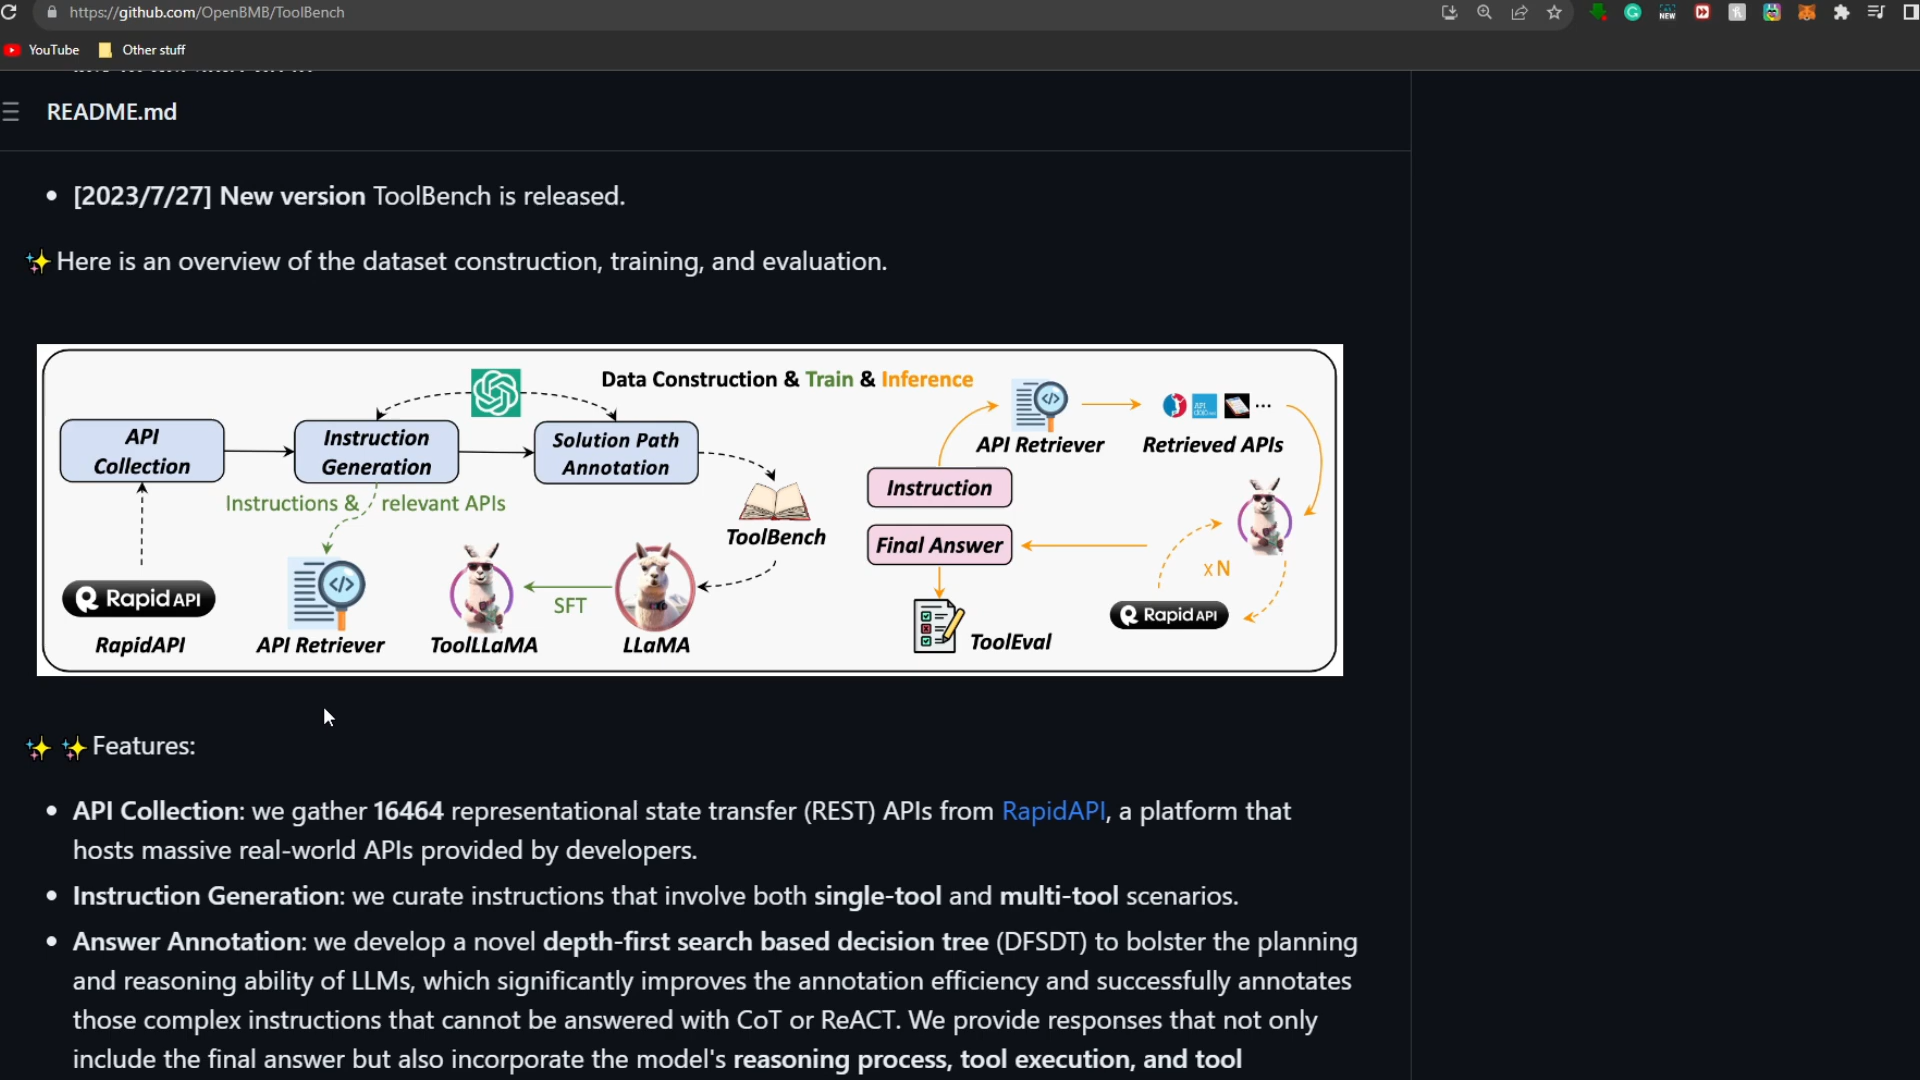 https://github.com/OpenBMB/ToolBench
NEW
YouTube
Other stuff
README.md
[2023/7/27] New version ToolBench is released.
Here is an overview of the dataset construction, training, and evaluation.
Data Construction & Train & Inference
API Collection
Instruction Generation
Solution Path Annotation
Instructions & relevant APIs
ToolBench
RapidAPI
RapidAPI
API Retriever
ToolLLaMA
SFT
LLaMA
API Retriever
Retrieved APIs
Instruction
Final Answer
xN
RapidAPI
ToolEval
Features:
API Collection: we gather 16464 representational state transfer (REST) APIs from RapidAPI, a platform that
hosts massive real-world APIs provided by developers.
Instruction Generation: we curate instructions that involve both single-tool and multi-tool scenarios.
Answer Annotation: we develop a novel depth-first search based decision tree (DFSDT) to bolster the planning
and reasoning ability of LLMs, which significantly improves the annotation efficiency and successfully annotates
those complex instructions that cannot be answered with CoT or ReACT. We provide responses that not only
include the final answer but also incorporate the model's reasoning process, tool execution, and tool